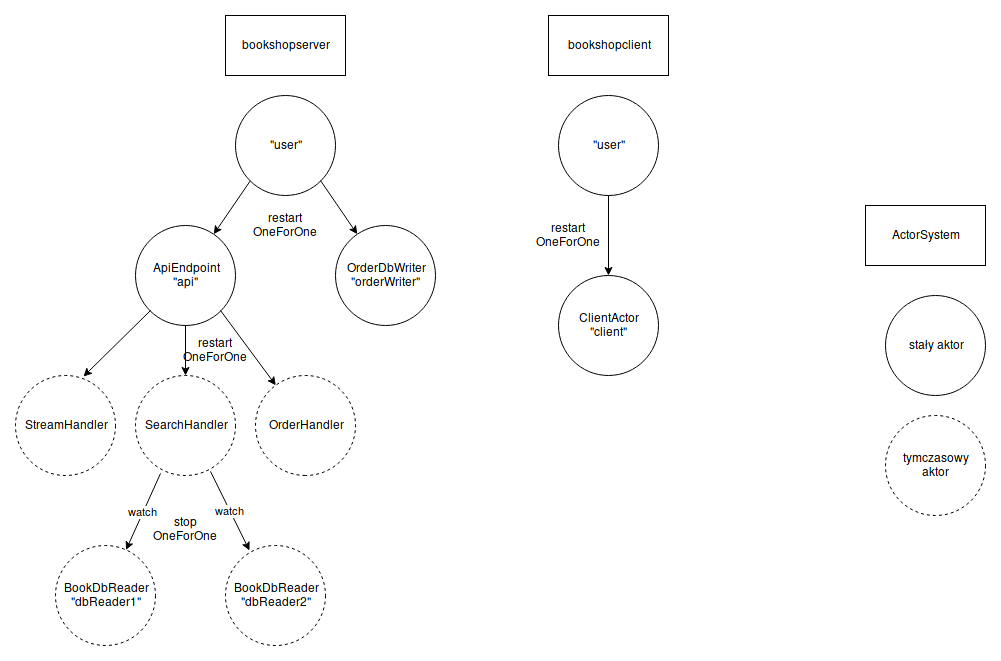 bookshopserver
"user"
restart
OneForOne
ApiEndpoint
"api"
OrderDbWriter
"orderWriter"
restart
OneForOne
StreamHandler
SearchHandler
OrderHandler
watch
watch
stop
OneForOne
BookDbReader
"dbReader1"
BookDbReader
"dbReader2"
bookshopclient
"user"
restart
OneForOne
ClientActor
"client"
ActorSystem
stały aktor
tymczasowy
aktor